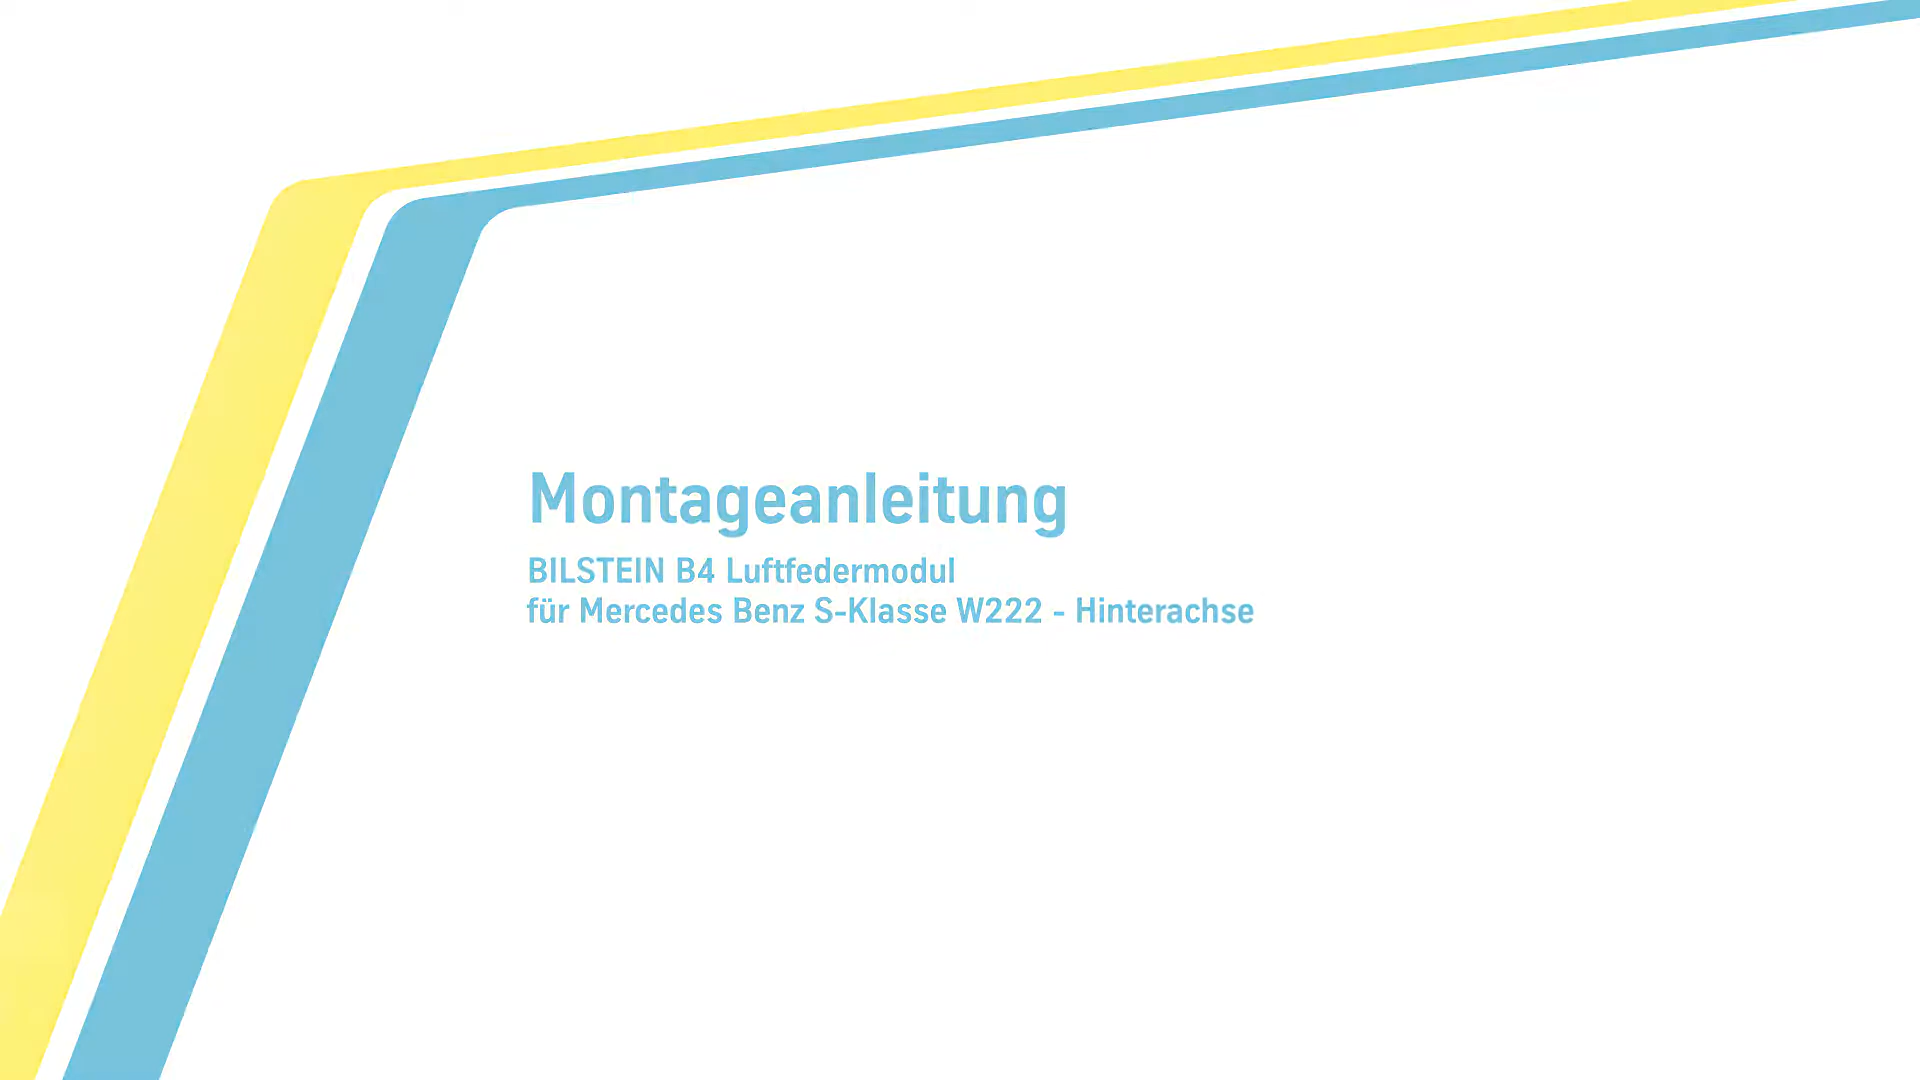 Montageanleitung
BILSTEIN B4 Luftfedermodul
für Mercedes Benz S-Klasse W222 - Hinterachse